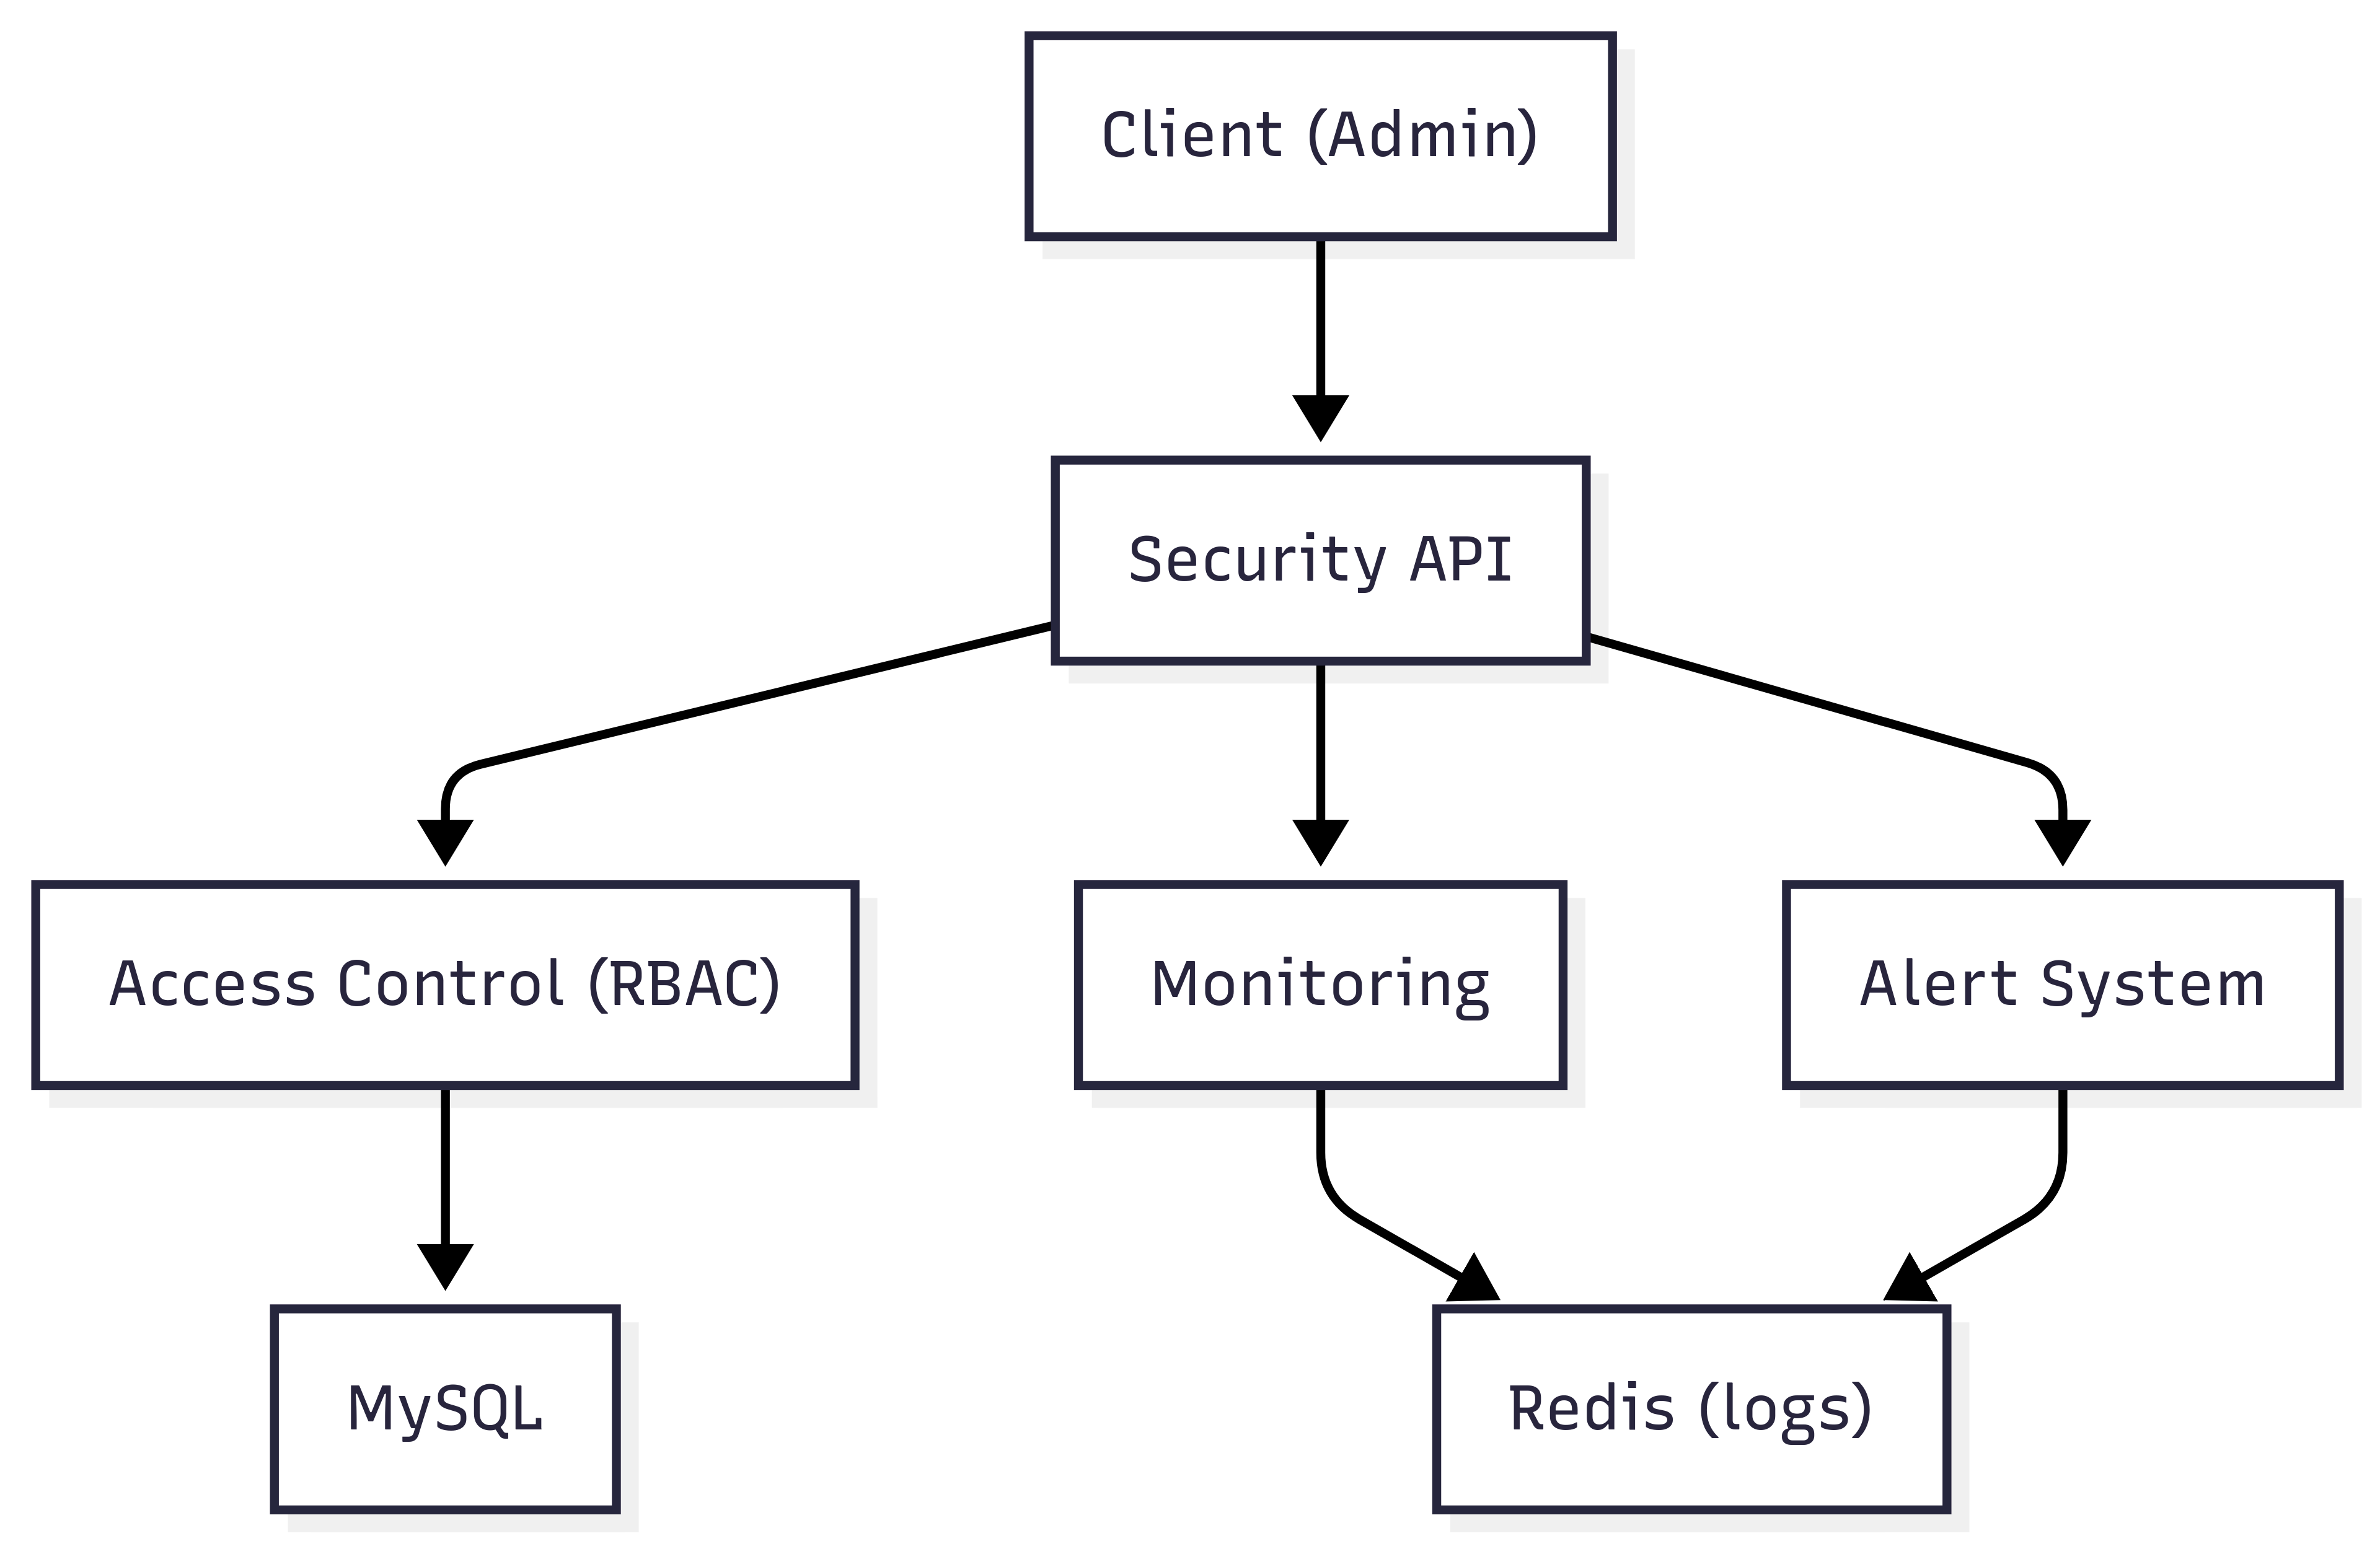 Client (Admin)
Security API
Access Control (RBAC)
Monitoring
Alert System
MySQL
Redis (logs)